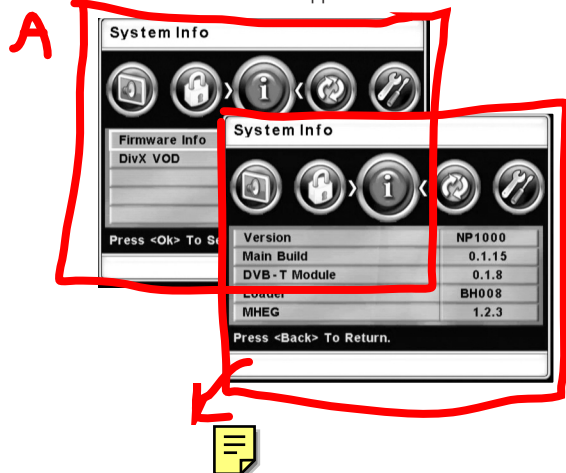 A
System Info
Firmware Info
DivX VOD
Press <Ok> To Se
System Info
Version NP1000
Main Build 0.1.15
DVB-T Module 0.1.8
Loader BH008
MHEG 1.2.3
Press <Back> To Return.